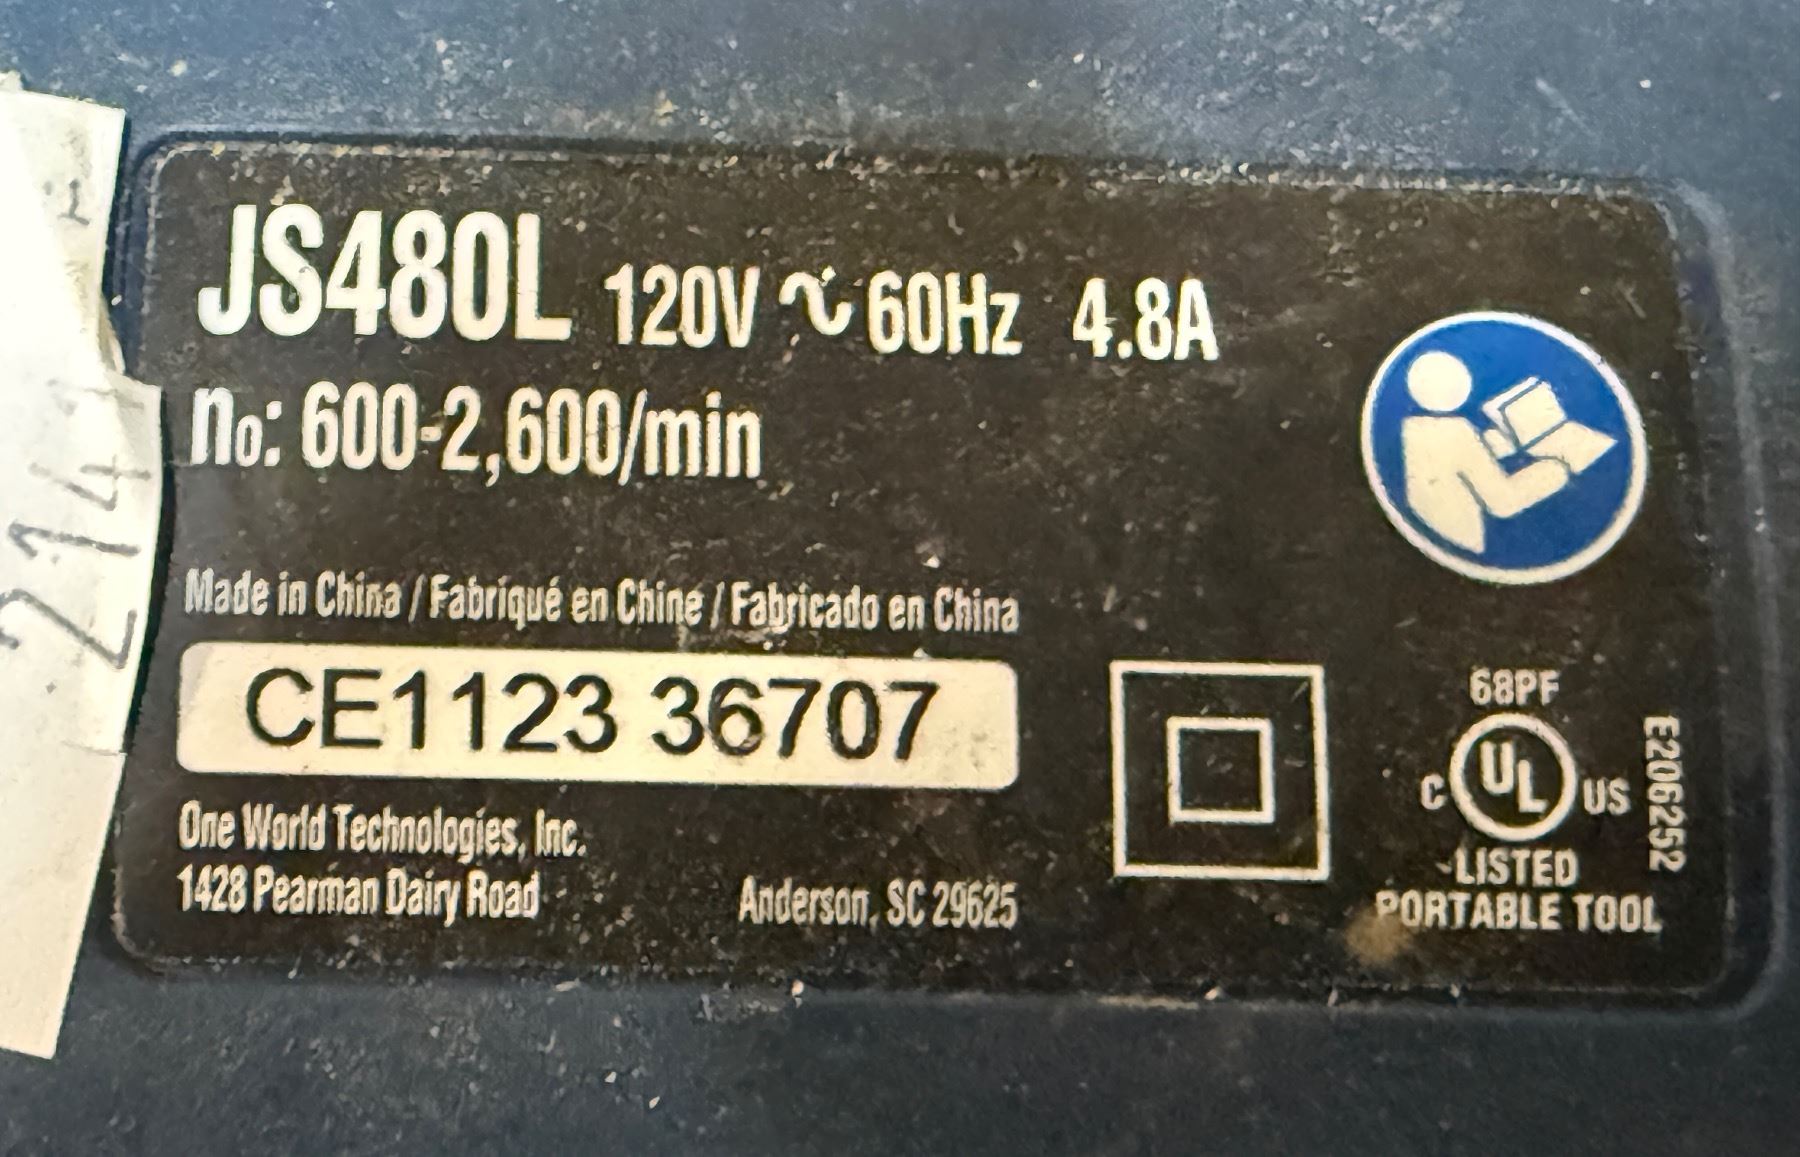 JS480L 120V ~ 60Hz 4.8A
no: 600-2,600/min
Made in China / Fabriqué en Chine / Fabricado en China
CE1123 36707
One World Technologies, Inc.
1428 Pearman Dairy Road Anderson, SC 29625
68PF
C UL US
LISTED
PORTABLE TOOL
E206252
214